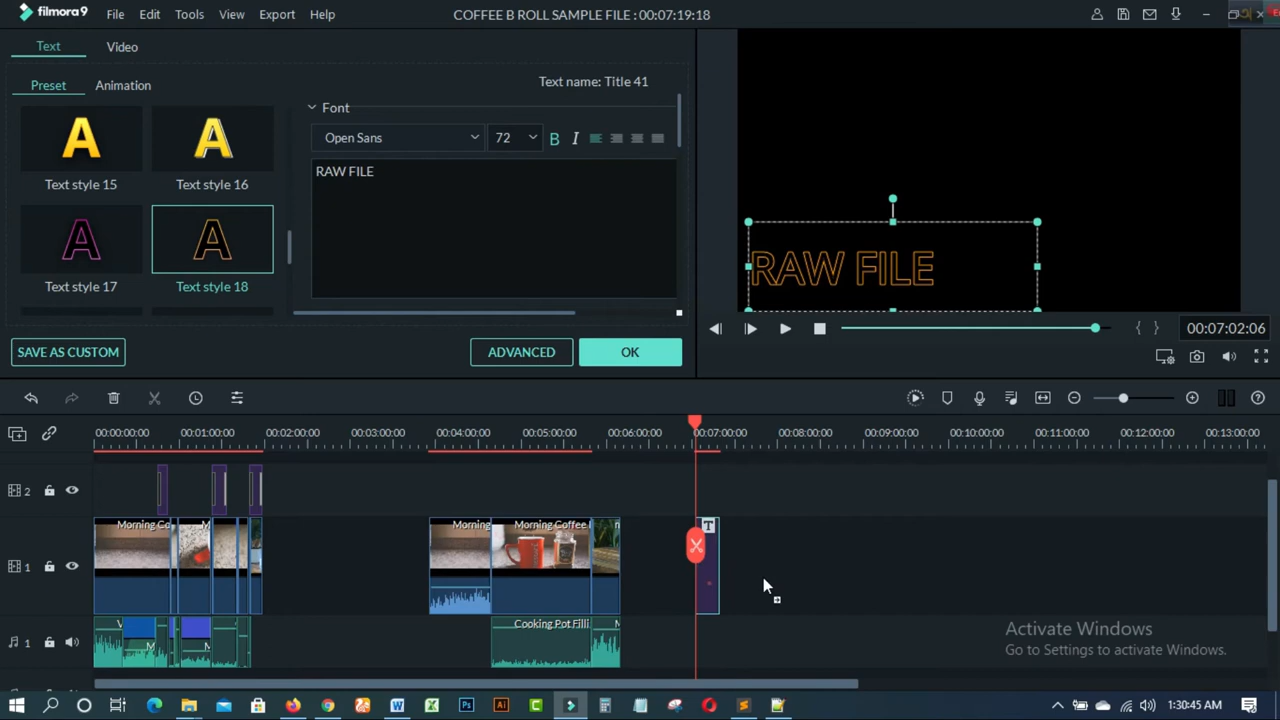 filmora9 File Edit Tools View Export Help COFFEE B ROLL SAMPLE FILE : 00:07:19:18
Text Video
Preset Animation Text name: Title 41
Font
Open Sans 72 B I
RAW FILE
A A
Text style 15 Text style 16
A A
Text style 17 Text style 18
RAW FILE
00:07:02:06
SAVE AS CUSTOM ADVANCED OK
00:00:00:00 00:01:00:00 00:02:00:00 00:03:00:00 00:04:00:00 00:05:00:00 00:06:00:00 00:07:00:00 00:08:00:00 00:09:00:00 00:10:00:00 00:11:00:00 00:12:00:00 00:13:00:00
2
Morning Co M Morning Morning Coffee T
1
1 V M M Cooking Pot Filli M
Activate Windows
Go to Settings to activate Windows.
1:30:45 AM